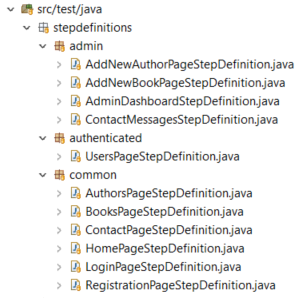 src/test/java
stepdefinitions
admin
AddNewAuthorPageStepDefinition.java
AddNewBookPageStepDefinition.java
AdminDashboardStepDefinition.java
ContactMessagesStepDefinition.java
authenticated
UsersPageStepDefinition.java
common
AuthorsPageStepDefinition.java
BooksPageStepDefinition.java
ContactPageStepDefinition.java
HomePageStepDefinition.java
LoginPageStepDefinition.java
RegistrationPageStepDefinition.java